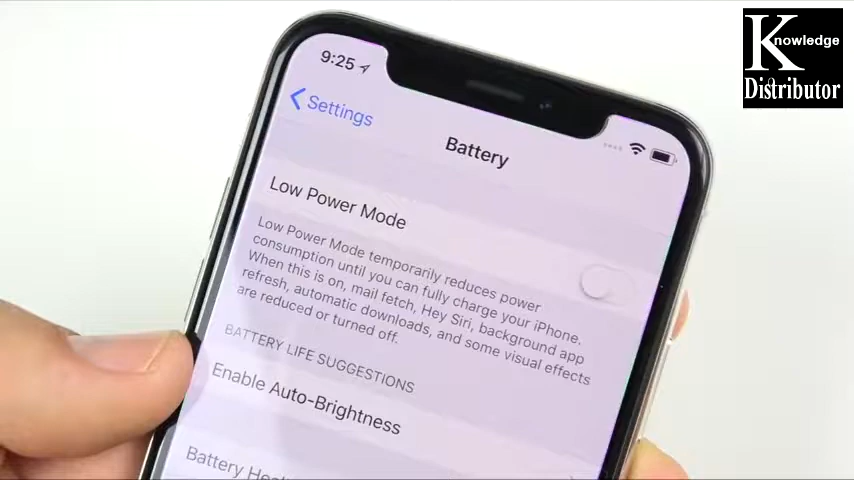 Knowledge
Distributor
9:25
Settings
Battery
Low Power Mode
Low Power Mode temporarily reduces power
consumption until you can fully charge your iPhone.
When this is on, mail fetch, Hey Siri, background app
refresh, automatic downloads, and some visual effects
are reduced or turned off.
BATTERY LIFE SUGGESTIONS
Enable Auto-Brightness
Battery